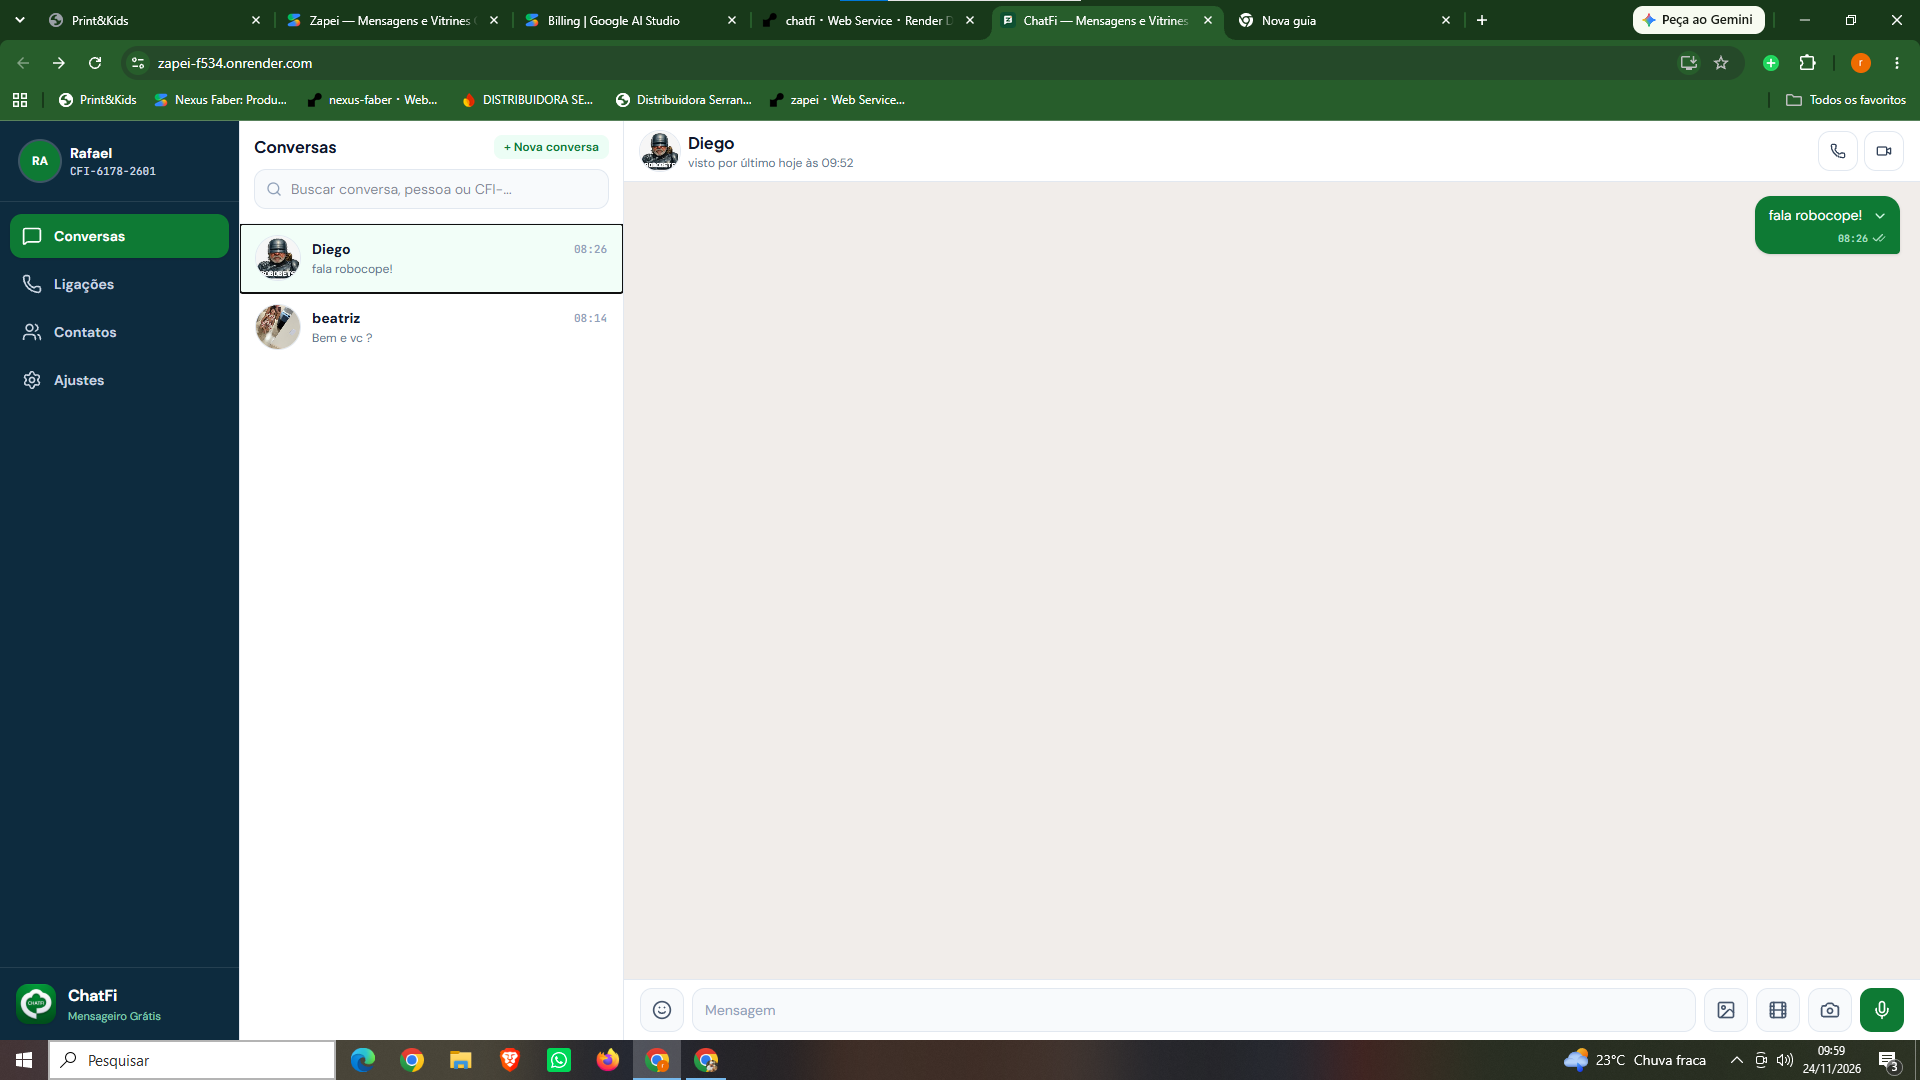 Print&Kids
Zapei — Mensagens e Vitrines
Billing | Google AI Studio
chatfi · Web Service · Render D
ChatFi — Mensagens e Vitrines
Nova guia
Peça ao Gemini
zapei-f534.onrender.com
r
Print&Kids
Nexus Faber: Produ...
nexus-faber · Web...
DISTRIBUIDORA SE...
Distribuidora Serran...
zapei · Web Service...
Todos os favoritos
RA
Rafael
CFI-6178-2601
Conversas
Ligações
Contatos
Ajustes
ChatFi
Mensageiro Grátis
Conversas
+ Nova conversa
Buscar conversa, pessoa ou CFI-...
Diego
08:26
fala robocope!
beatriz
08:14
Bem e vc ?
Diego
visto por último hoje às 09:52
fala robocope!
08:26
Mensagem
Pesquisar
23°C Chuva fraca
09:59
24/11/2026
3